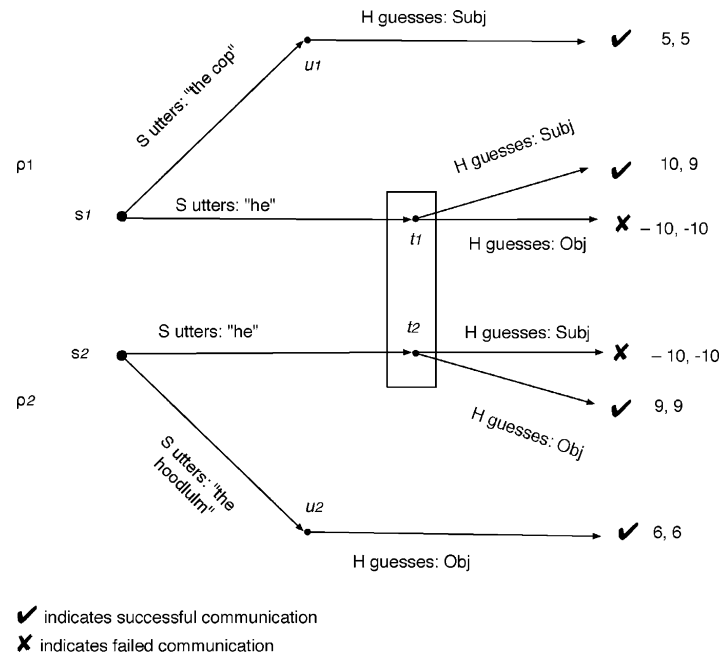 H guesses: Subj
✔ 5, 5
u1
S utters: "the cop"
H guesses: Subj
✔ 10, 9
ρ1
s1
S utters: "he"
t1
✘ – 10, -10
H guesses: Obj
s2
S utters: "he"
t2
H guesses: Subj
✘ – 10, -10
ρ2
✔ 9, 9
H guesses: Obj
S utters: "the
hoodlulm"
u2
✔ 6, 6
H guesses: Obj
✔ indicates successful communication
✘ indicates failed communication